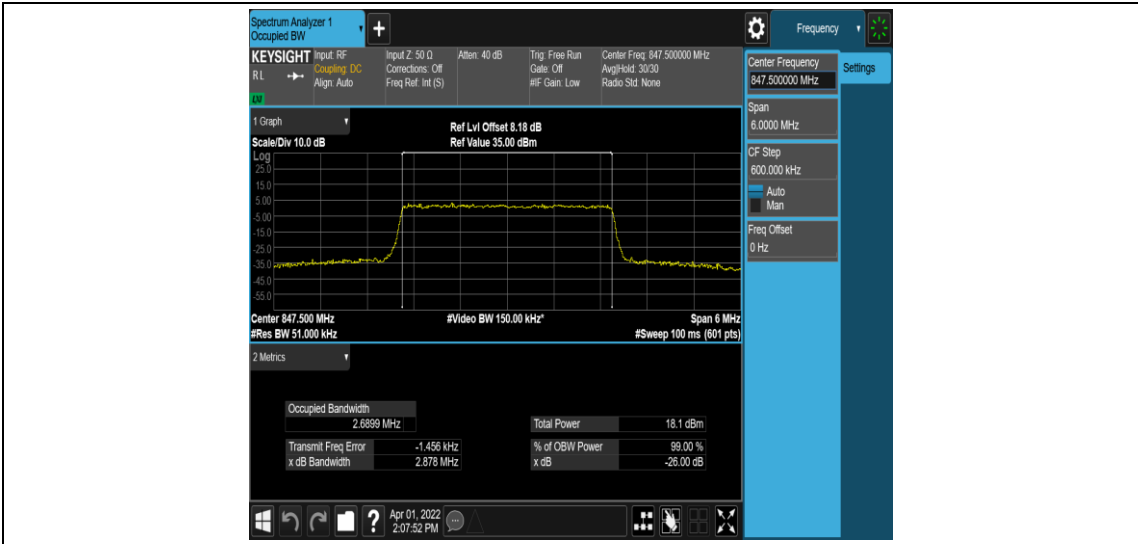 Spectrum Analyzer 1
Occupied BW
+
Frequency
KEYSIGHT
RL
LXI
Input: RF
Coupling: DC
Align: Auto
Input Z: 50 Ω
Corrections: Off
Freq Ref: Int (S)
Atten: 40 dB
Trig: Free Run
Gate: Off
#IF Gain: Low
Center Freq: 847.500000 MHz
Avg|Hold: 30/30
Radio Std: None
Center Frequency
847.500000 MHz
Settings
Span
6.0000 MHz
CF Step
600.000 kHz
Auto
Man
Freq Offset
0 Hz
1 Graph
Ref Lvl Offset 8.18 dB
Scale/Div 10.0 dB
Ref Value 35.00 dBm
Log
25.0
15.0
5.00
-5.00
-15.0
-25.0
-35.0
-45.0
-55.0
Center 847.500 MHz
#Video BW 150.00 kHz*
Span 6 MHz
#Res BW 51.000 kHz
#Sweep 100 ms (601 pts)
2 Metrics
Occupied Bandwidth
2.6899 MHz
Total Power 18.1 dBm
Transmit Freq Error -1.456 kHz
% of OBW Power 99.00 %
x dB Bandwidth 2.878 MHz
x dB -26.00 dB
?
Apr 01, 2022
2:07:52 PM